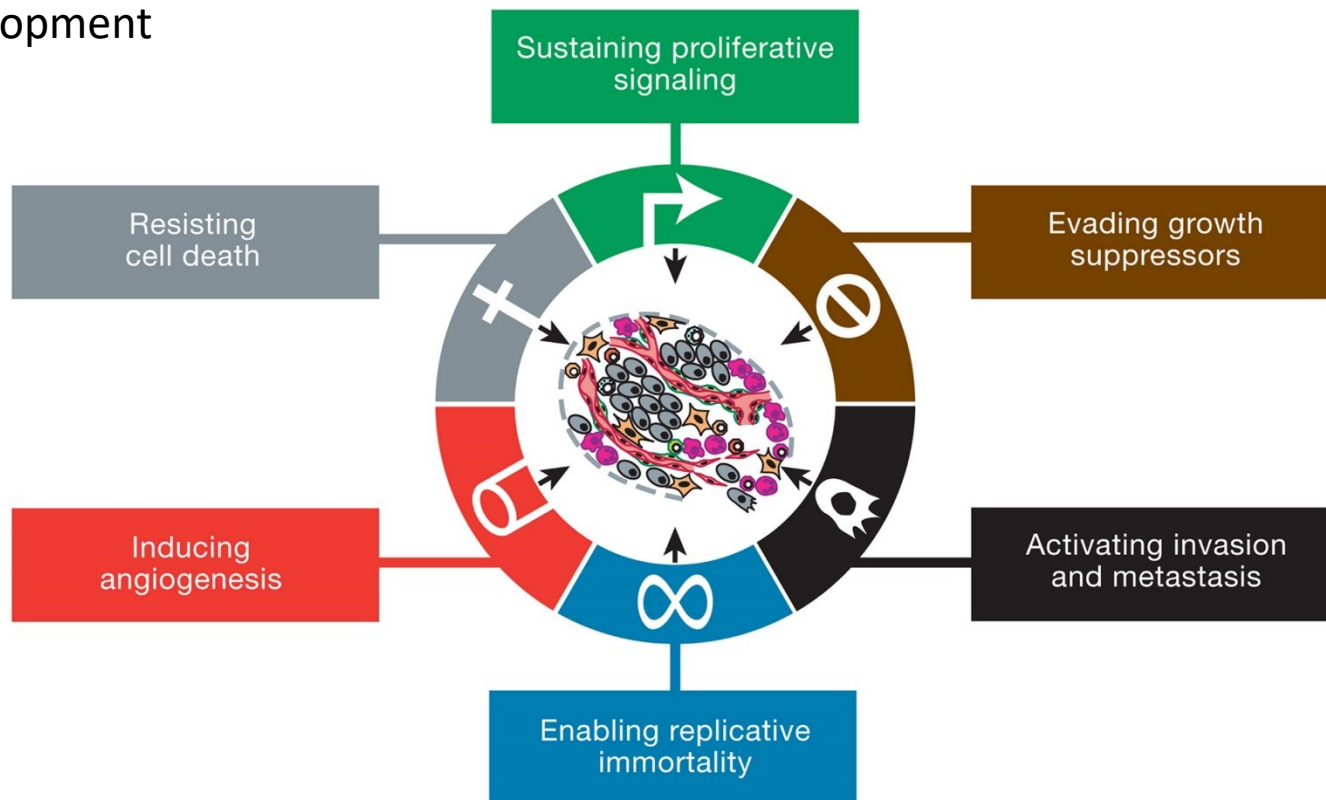 opment
Sustaining proliferative
signaling
Resisting
cell death
Evading growth
suppressors
Inducing
angiogenesis
Activating invasion
and metastasis
Enabling replicative
immortality